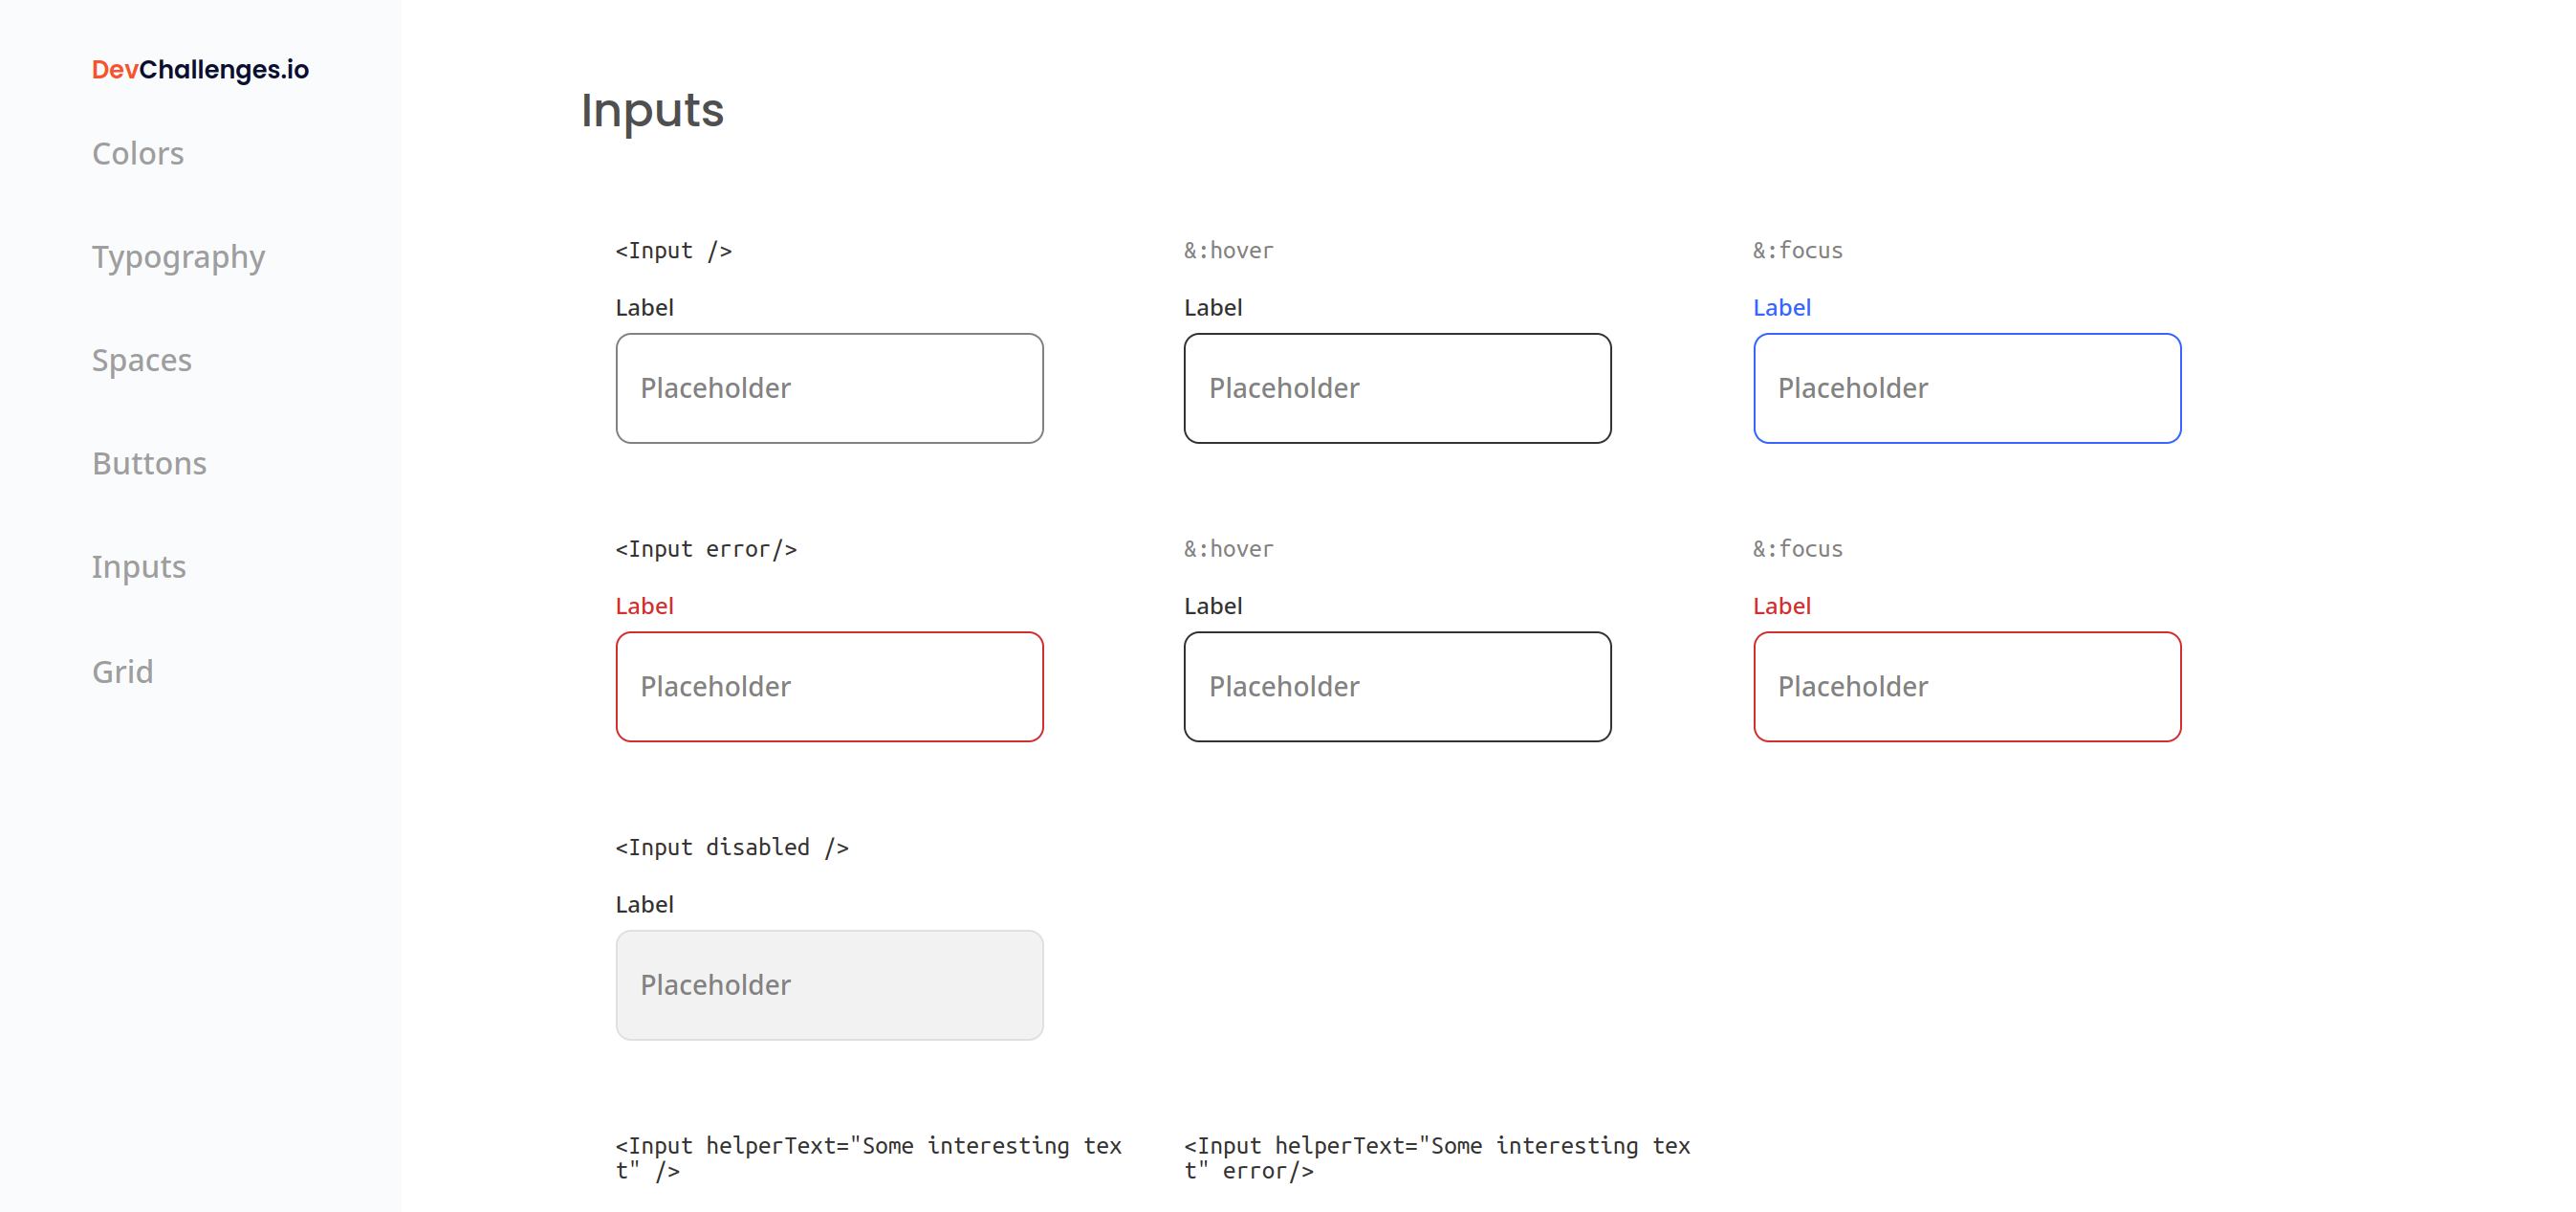 DevChallenges.io
Colors
Typography
Spaces
Buttons
Inputs
Grid
Inputs
<Input />
&:hover
&:focus
Label
Label
Label
Placeholder
Placeholder
Placeholder
<Input error/>
&:hover
&:focus
Label
Label
Label
Placeholder
Placeholder
Placeholder
<Input disabled />
Label
Placeholder
<Input helperText="Some interesting tex
t" />
<Input helperText="Some interesting tex
t" error/>